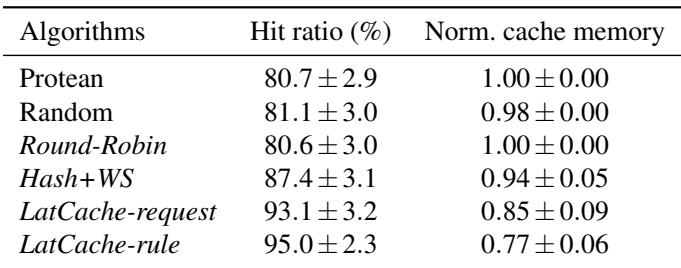 Algorithms Hit ratio (%) Norm. cache memory
Protean 80.7 ± 2.9 1.00 ± 0.00
Random 81.1 ± 3.0 0.98 ± 0.00
Round-Robin 80.6 ± 3.0 1.00 ± 0.00
Hash+WS 87.4 ± 3.1 0.94 ± 0.05
LatCache-request 93.1 ± 3.2 0.85 ± 0.09
LatCache-rule 95.0 ± 2.3 0.77 ± 0.06